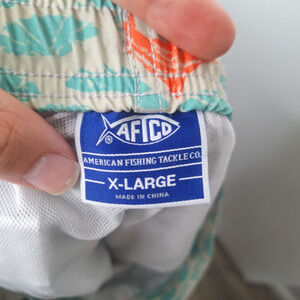 AFTCO
AMERICAN FISHING TACKLE CO.
X-LARGE
MADE IN CHINA